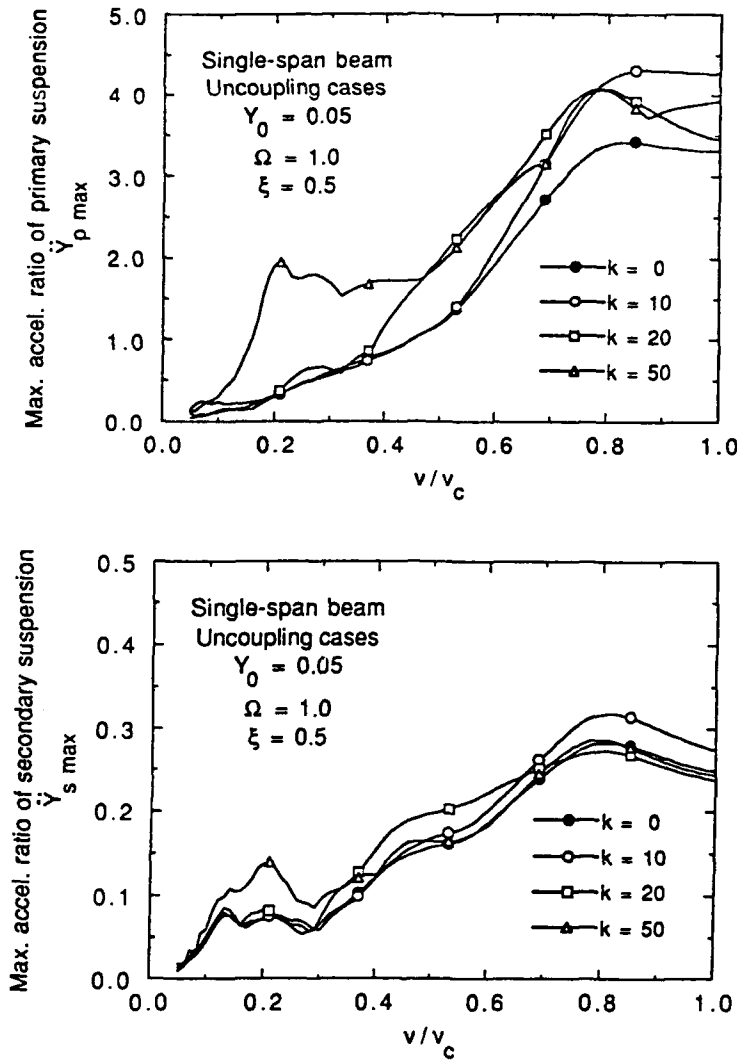 5.0
4.0
3.0
2.0
1.0
0.0
Max. accel. ratio of primary suspension
Ÿp max
Single-span beam
Uncoupling cases
Y0 = 0.05
Ω = 1.0
ξ = 0.5
k = 0
k = 10
k = 20
k = 50
0.0 0.2 0.4 0.6 0.8 1.0
v/vc
0.5
0.4
0.3
0.2
0.1
0.0
Max. accel. ratio of secondary suspension
Ÿs max
Single-span beam
Uncoupling cases
Y0 = 0.05
Ω = 1.0
ξ = 0.5
k = 0
k = 10
k = 20
k = 50
0.0 0.2 0.4 0.6 0.8 1.0
v/vc